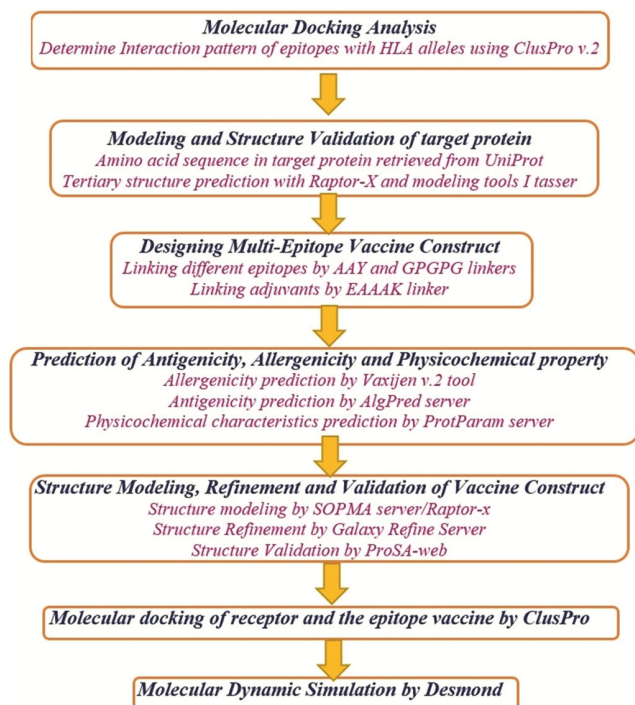 Molecular Docking Analysis
Determine Interaction pattern of epitopes with HLA alleles using ClusPro v.2
Modeling and Structure Validation of target protein
Amino acid sequence in target protein retrieved from UniProt
Tertiary structure prediction with Raptor-X and modeling tools I tasser
Designing Multi-Epitope Vaccine Construct
Linking different epitopes by AAY and GPGPG linkers
Linking adjuvants by EAAAK linker
Prediction of Antigenicity, Allergenicity and Physicochemical property
Allergenicity prediction by Vaxijen v.2 tool
Antigenicity prediction by AlgPred server
Physicochemical characteristics prediction by ProtParam server
Structure Modeling, Refinement and Validation of Vaccine Construct
Structure modeling by SOPMA server/Raptor-x
Structure Refinement by Galaxy Refine Server
Structure Validation by ProSA-web
Molecular docking of receptor and the epitope vaccine by ClusPro
Molecular Dynamic Simulation by Desmond